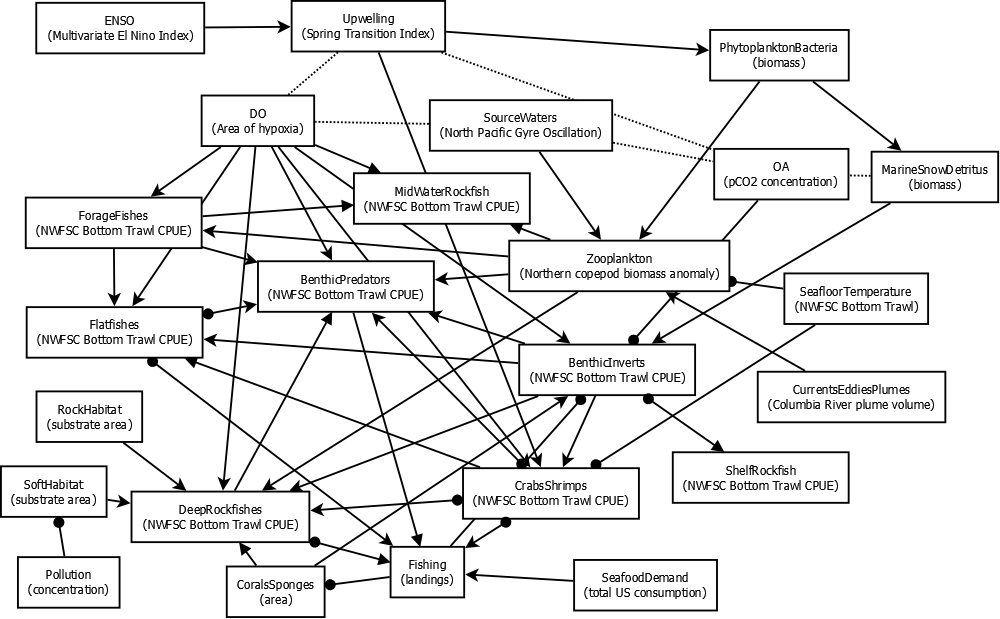 ENSO
(Multivariate El Nino Index)
Upwelling
(Spring Transition Index)
PhytoplanktonBacteria
(biomass)
DO
(Area of hypoxia)
SourceWaters
(North Pacific Gyre Oscillation)
OA
(pCO2 concentration)
MarineSnowDetritus
(biomass)
MidWaterRockfish
(NWFSC Bottom Trawl CPUE)
ForageFishes
(NWFSC Bottom Trawl CPUE)
Zooplankton
(Northern copepod biomass anomaly)
BenthicPredators
(NWFSC Bottom Trawl CPUE)
SeafloorTemperature
(NWFSC Bottom Trawl)
Flatfishes
(NWFSC Bottom Trawl CPUE)
BenthicInverts
(NWFSC Bottom Trawl CPUE)
CurrentsEddiesPlumes
(Columbia River plume volume)
RockHabitat
(substrate area)
ShelfRockfish
(NWFSC Bottom Trawl CPUE)
SoftHabitat
(substrate area)
CrabsShrimps
(NWFSC Bottom Trawl CPUE)
DeepRockfishes
(NWFSC Bottom Trawl CPUE)
Pollution
(concentration)
CoralsSponges
(area)
Fishing
(landings)
SeafoodDemand
(total US consumption)